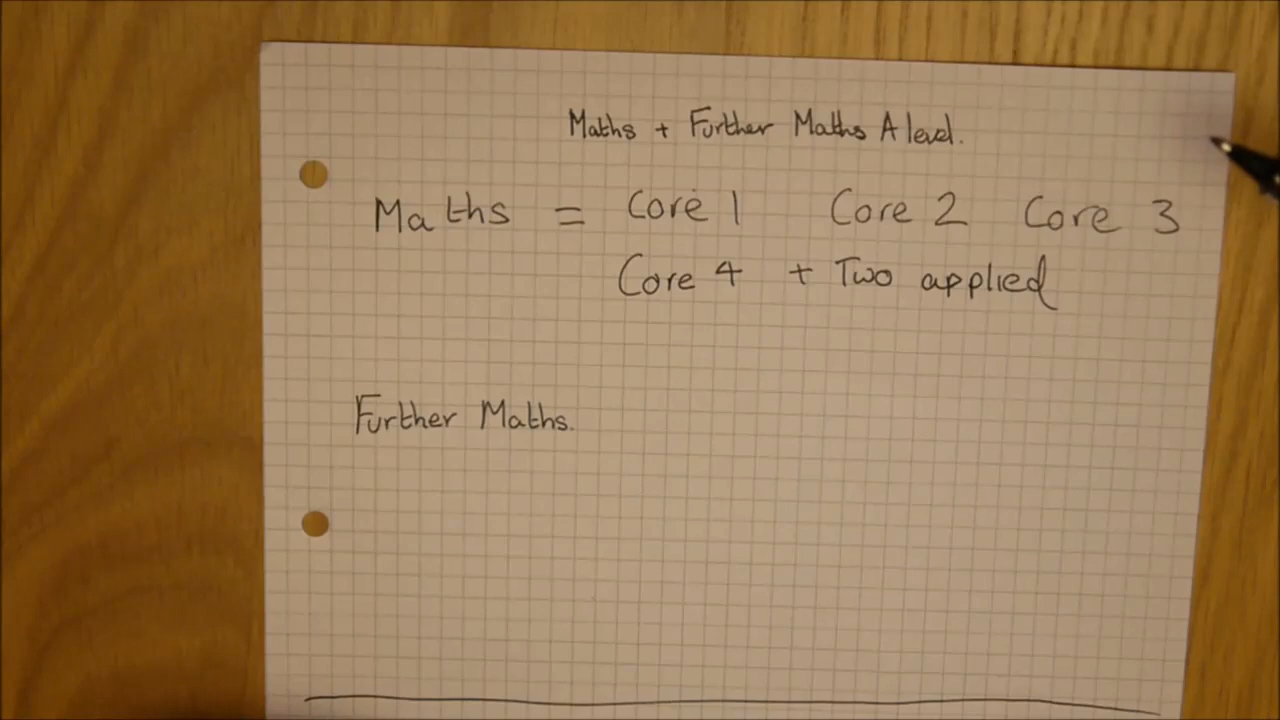 Maths + Further Maths A level.
Maths = Core 1 Core 2 Core 3
Core 4 + Two applied
Further Maths.